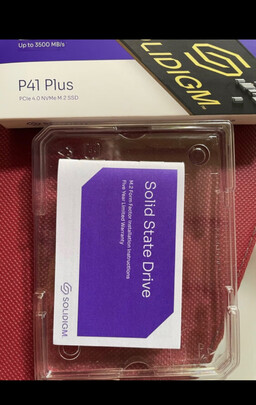 Up to 3500 MB/s
P41 Plus
PCIe 4.0 NVMe M.2 SSD
SOLIDIGM
Solid State Drive
M.2 Form Factor Installation Instructions
Five Year Limited Warranty
SOLIDIGM